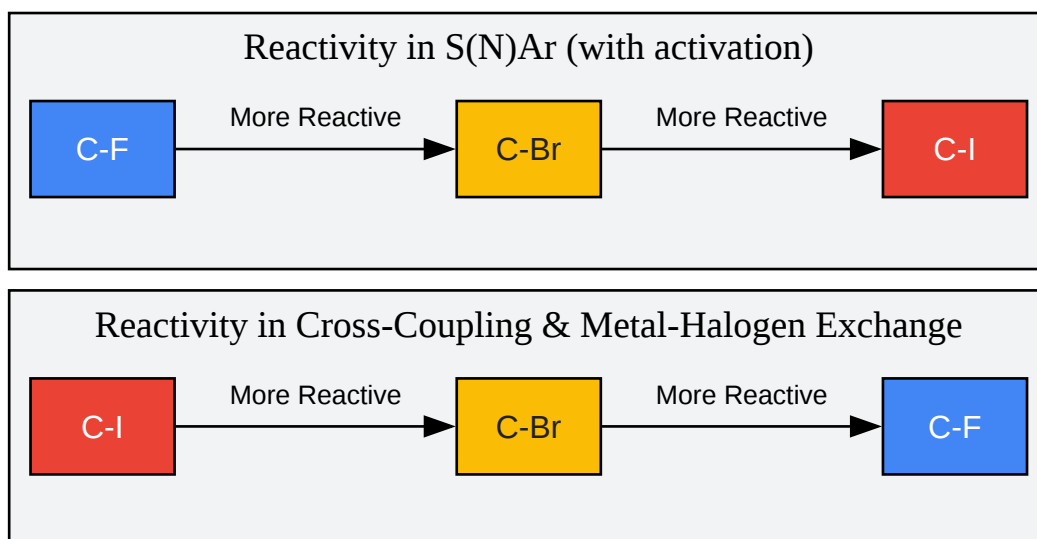 Reactivity in S(N)Ar (with activation)
More Reactive More Reactive
C-F C-Br C-I
Reactivity in Cross-Coupling & Metal-Halogen Exchange
More Reactive More Reactive
C-I C-Br C-F